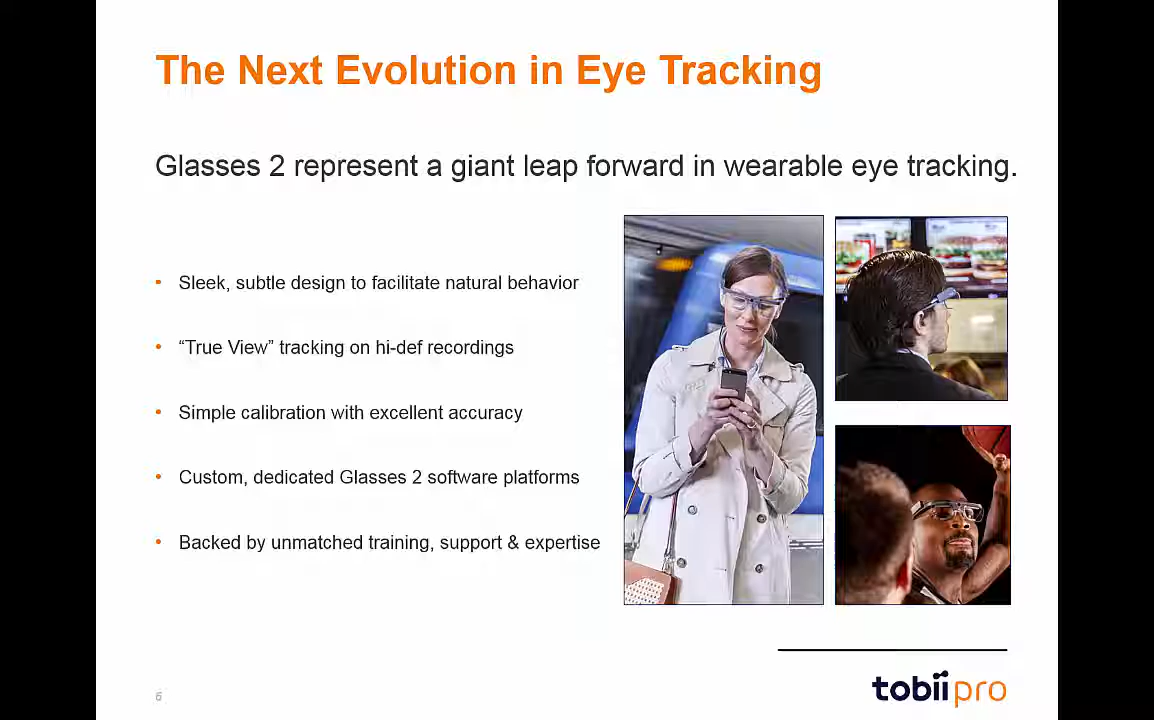 The Next Evolution in Eye Tracking
Glasses 2 represent a giant leap forward in wearable eye tracking.
• Sleek, subtle design to facilitate natural behavior
• “True View” tracking on hi-def recordings
• Simple calibration with excellent accuracy
• Custom, dedicated Glasses 2 software platforms
• Backed by unmatched training, support & expertise
6
tobii pro